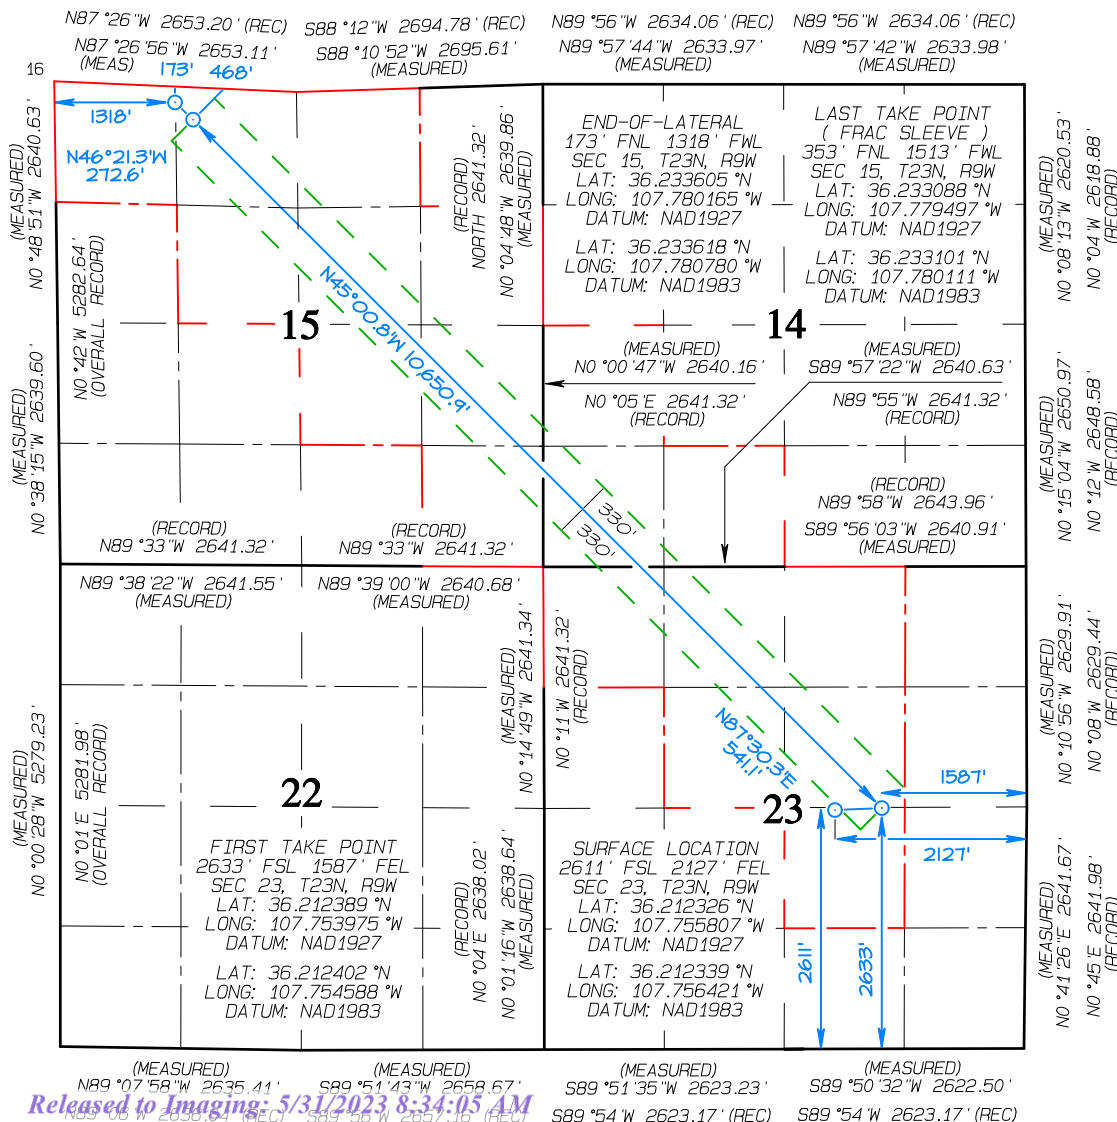 N87°26'W 2653.20'(REC)
S88°12'W 2694.78'(REC)
N89°56'W 2634.06'(REC)
N89°56'W 2634.06'(REC)
N87°26'56"W 2653.11'
(MEAS)
S88°10'52"W 2695.61'
(MEASURED)
N89°57'44"W 2633.97'
(MEASURED)
N89°57'42"W 2633.98'
(MEASURED)
16
173'
468'
1318'
N46°21.3'W
272.6'
(MEASURED)
N0°48'51"W 2640.63'
N0°42'W 5282.64'
(OVERALL RECORD)
(MEASURED)
N0°38'15"W 2639.60'
(RECORD)
NORTH 2641.32'
N0°04'48"W 2639.86'
(MEASURED)
END-OF-LATERAL
173' FNL 1318' FWL
SEC 15, T23N, R9W
LAT: 36.233605°N
LONG: 107.780165°W
DATUM: NAD1927
LAT: 36.233618°N
LONG: 107.780780°W
DATUM: NAD1983
LAST TAKE POINT
(FRAC SLEEVE)
353' FNL 1513' FWL
SEC 15, T23N, R9W
LAT: 36.233088°N
LONG: 107.779497°W
DATUM: NAD1927
LAT: 36.233101°N
LONG: 107.780111°W
DATUM: NAD1983
(MEASURED)
N0°08'13"W 2620.53'
N0°04'W 2618.88'
(RECORD)
15
14
N45°00.8'W 10,650.9'
(MEASURED)
N0°00'47"W 2640.16'
N0°05'E 2641.32'
(RECORD)
(MEASURED)
S89°57'22"W 2640.63'
N89°55'W 2641.32'
(RECORD)
(MEASURED)
N0°15'04"W 2650.97'
N0°12'W 2648.58'
(RECORD)
(RECORD)
N89°58'W 2643.96'
S89°56'03"W 2640.91'
(MEASURED)
330'
330'
(RECORD)
N89°33'W 2641.32'
(RECORD)
N89°33'W 2641.32'
N89°38'22"W 2641.55'
(MEASURED)
N89°39'00"W 2640.68'
(MEASURED)
(MEASURED)
N0°14'49"W 2641.34'
N0°11'W 2641.32'
(RECORD)
(MEASURED)
N0°10'56"W 2629.91'
N0°08'W 2629.44'
(RECORD)
(MEASURED)
N0°00'28"W 5279.23'
N0°01'E 5281.98'
(OVERALL RECORD)
N87°30.3'E
541.1'
1587'
22
23
2127'
FIRST TAKE POINT
2633' FSL 1587' FEL
SEC 23, T23N, R9W
LAT: 36.212389°N
LONG: 107.753975°W
DATUM: NAD1927
LAT: 36.212402°N
LONG: 107.754588°W
DATUM: NAD1983
(RECORD)
N0°04'E 2638.02'
N0°01'16"W 2638.64'
(MEASURED)
SURFACE LOCATION
2611' FSL 2127' FEL
SEC 23, T23N, R9W
LAT: 36.212326°N
LONG: 107.755807°W
DATUM: NAD1927
LAT: 36.212339°N
LONG: 107.756421°W
DATUM: NAD1983
2611'
2633'
(MEASURED)
N0°41'26"E 2641.67'
N0°45'E 2641.98'
(RECORD)
(MEASURED)
N89°07'58"W 2635.41'
(MEASURED)
S89°51'43"W 2658.67'
(MEASURED)
S89°51'35"W 2623.23'
(MEASURED)
S89°50'32"W 2622.50'
Released to Imaging: 5/31/2023 8:34:05 AM
S89°56'W 2657.16'(REC)
S89°54'W 2623.17'(REC)
S89°54'W 2623.17'(REC)